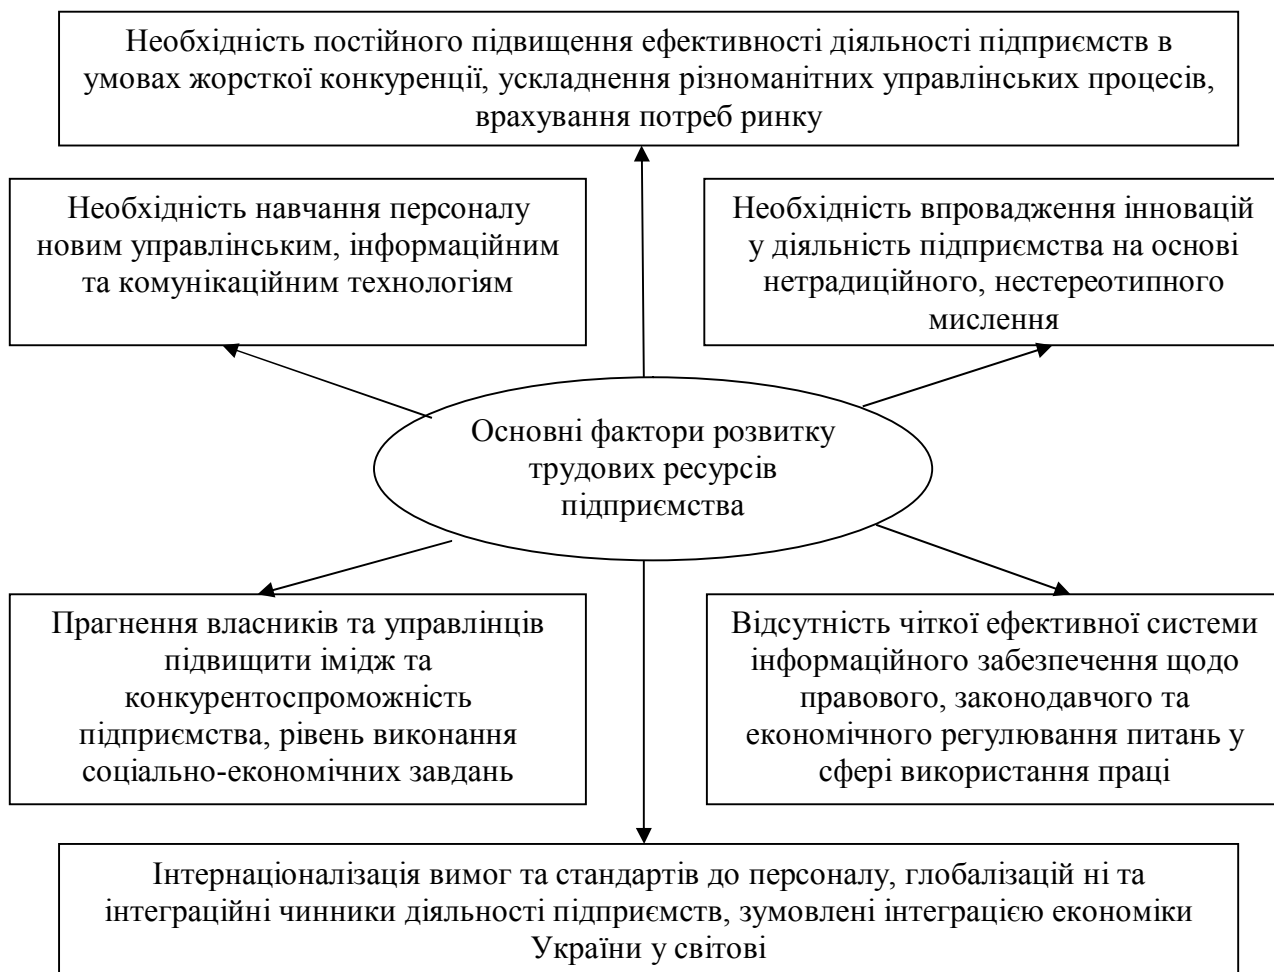 Необхідність постійного підвищення ефективності діяльності підприємств в
умовах жорсткої конкуренції, ускладнення різноманітних управлінських процесів,
врахування потреб ринку
Необхідність навчання персоналу
новим управлінським, інформаційним
та комунікаційним технологіям
Необхідність впровадження інновацій
у діяльність підприємства на основі
нетрадиційного, нестереотипного
мислення
Основні фактори розвитку
трудових ресурсів
підприємства
Прагнення власників та управлінців
підвищити імідж та
конкурентоспроможність
підприємства, рівень виконання
соціально-економічних завдань
Відсутність чіткої ефективної системи
інформаційного забезпечення щодо
правового, законодавчого та
економічного регулювання питань у
сфері використання праці
Інтернаціоналізація вимог та стандартів до персоналу, глобалізацій ні та
інтеграційні чинники діяльності підприємств, зумовлені інтеграцією економіки
України у світові